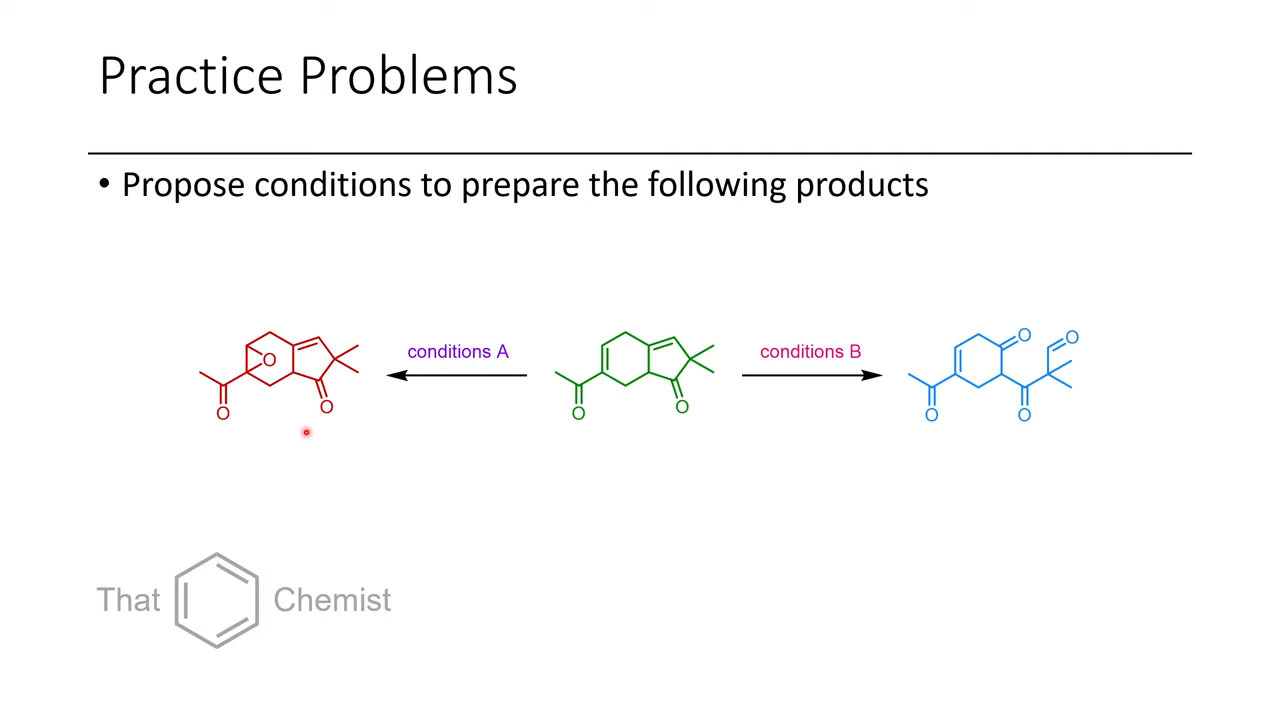 Practice Problems
• Propose conditions to prepare the following products
conditions A
conditions B
O
O
O
O
O
O
O
O
O
That Chemist